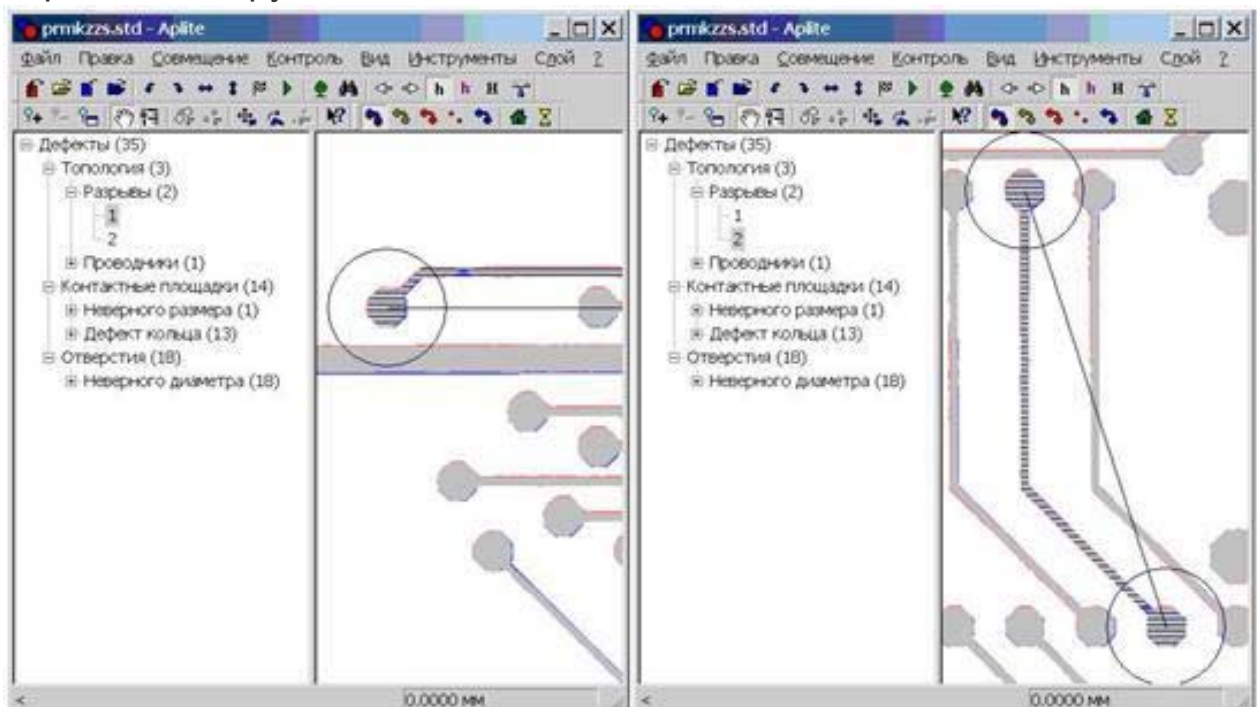 prmkzzs.std - Aplite
Файл Правка Совмещение Контроль Вид Инструменты Слой ?
Дефекты (35)
Топология (3)
Разрывы (2)
1
2
Проводники (1)
Контактные площадки (14)
Неверного размера (1)
Дефект кольца (13)
Отверстия (18)
Неверного диаметра (18)
<
0.0000 мм
prmkzzs.std - Aplite
Файл Правка Совмещение Контроль Вид Инструменты Слой ?
Дефекты (35)
Топология (3)
Разрывы (2)
1
2
Проводники (1)
Контактные площадки (14)
Неверного размера (1)
Дефект кольца (13)
Отверстия (18)
Неверного диаметра (18)
<
0.0000 мм